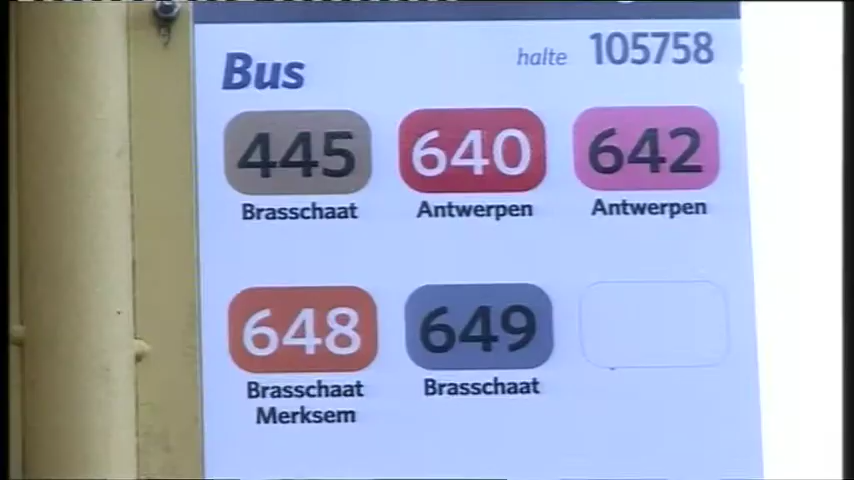 Bus halte 105758
445 640 642
Brasschaat Antwerpen Antwerpen
648 649
Brasschaat Brasschaat
Merksem